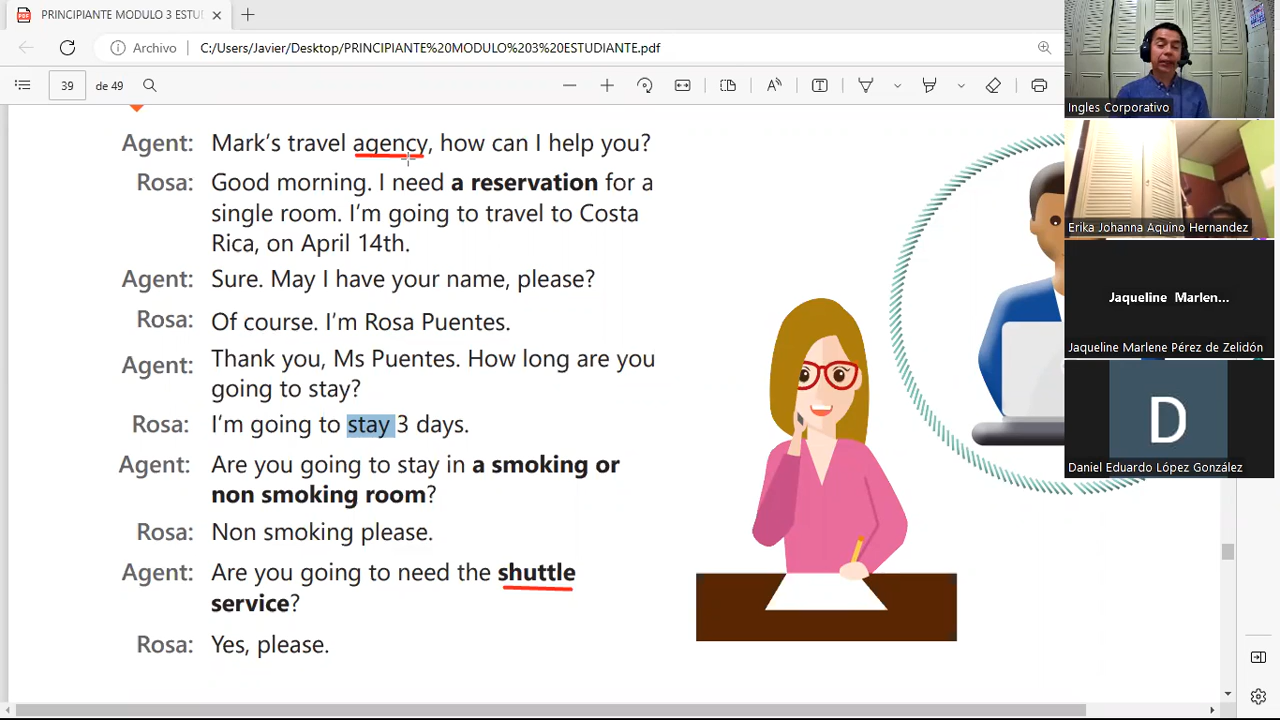 PRINCIPIANTE MODULO 3 ESTU
Archivo
C:/Users/Javier/Desktop/PRINCIPIANTE%20MODULO%203%20ESTUDIANTE.pdf
39
de 49
Agent: Mark's travel agency, how can I help you?
Rosa: Good morning. I need a reservation for a
single room. I'm going to travel to Costa
Rica, on April 14th.
Agent: Sure. May I have your name, please?
Rosa: Of course. I'm Rosa Puentes.
Agent: Thank you, Ms Puentes. How long are you
going to stay?
Rosa: I'm going to stay 3 days.
Agent: Are you going to stay in a smoking or
non smoking room?
Rosa: Non smoking please.
Agent: Are you going to need the shuttle
service?
Rosa: Yes, please.
Ingles Corporativo
Erika Johanna Aquino Hernandez
Jaqueline Marlen...
Jaqueline Marlene Pérez de Zelidón
D
Daniel Eduardo López González